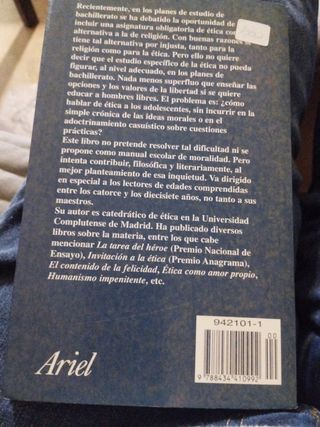 Recientemente, en los planes de estudio de
bachillerato se ha debatido la oportunidad de
incluir una asignatura obligatoria de ética como
alternativa a la de religión. Con buenas razones
tiene tal alternativa por injusta, tanto para la
religión como para la ética. Pero ello no quiere
decir que el estudio específico de la ética no pueda
figurar, al nivel adecuado, en los planes de
bachillerato. Nada menos superfluo que enseñar las
opciones y los valores de la libertad si se quiere
educar a hombres libres. El problema es: ¿cómo
hablar de ética a los adolescentes, sin incurrir en la
simple crónica de las ideas morales o en el
adoctrinamiento casuístico sobre cuestiones
prácticas?
Este libro no pretende resolver tal dificultad ni se
propone como manual escolar de moralidad. Pero
intenta contribuir, filosófica y literariamente, al
mejor planteamiento de esa inquietud. Va dirigido
en especial a los lectores de edades comprendidas
entre los catorce y los diecisiete años, no tanto a sus
maestros.
Su autor es catedrático de ética en la Universidad
Complutense de Madrid. Ha publicado diversos
libros sobre la materia, entre los que cabe
mencionar La tarea del héroe (Premio Nacional de
Ensayo), Invitación a la ética (Premio Anagrama),
El contenido de la felicidad, Ética como amor propio,
Humanismo impenitente, etc.
942101-1
00
9 788434 410992
Ariel